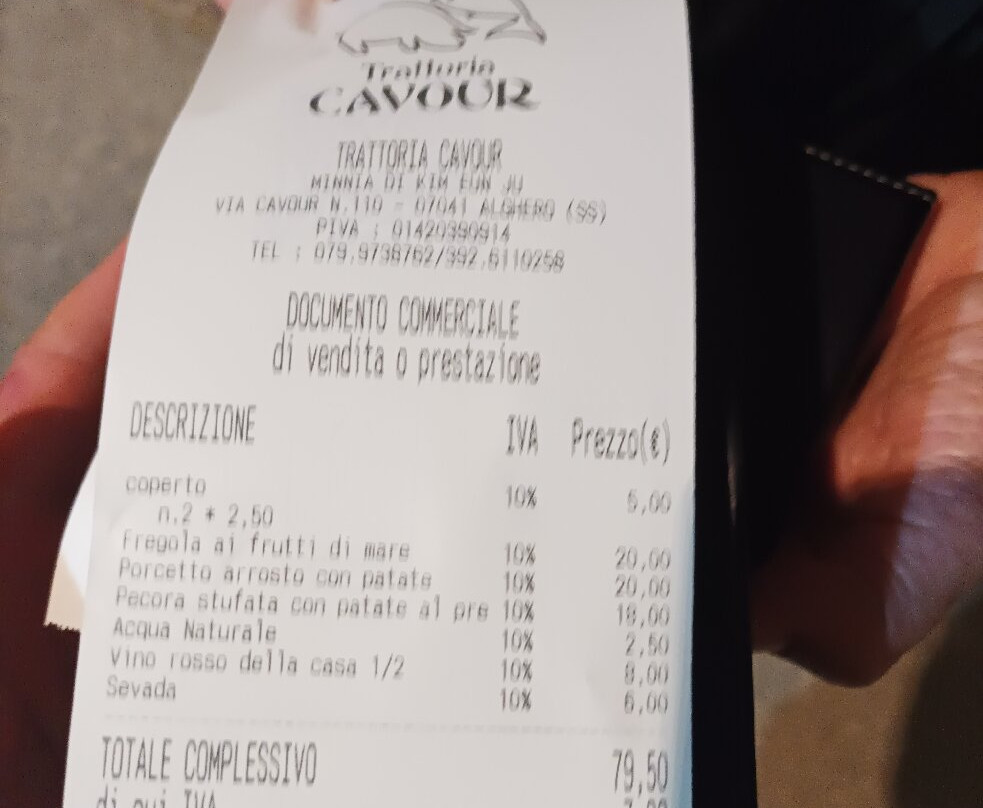 Trattoria
CAVOUR
TRATTORIA CAVOUR
MINNIA DI KIM EUN JU
VIA CAVOUR N.110 - 07041 ALGHERO (SS)
PIVA : 01420990914
TEL : 079.9738762/392.6110258
DOCUMENTO COMMERCIALE
di vendita o prestazione
DESCRIZIONE IVA Prezzo(€)
coperto 10% 5,00
n.2 * 2,50
Fregola ai frutti di mare 10% 20,00
Porcetto arrosto con patate 10% 20,00
Pecora stufata con patate al pre 10% 18,00
Acqua Naturale 10% 2,50
Vino rosso della casa 1/2 10% 8,00
Sevada 10% 6,00
TOTALE COMPLESSIVO 79,50
di cui IVA